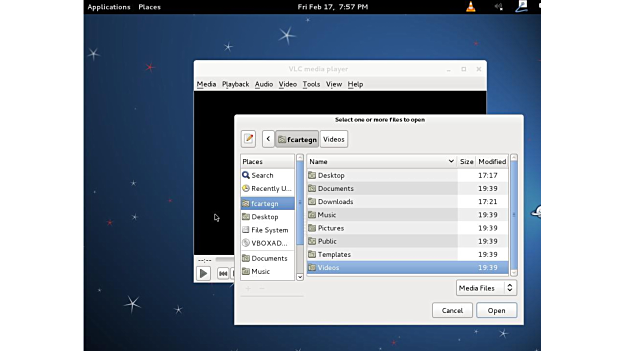 Applications Places Fri Feb 17, 7:57 PM
VLC media player
Media Playback Audio Video Tools View Help
Select one or more files to open
fcartegn Videos
Places Name Size Modified
Search Desktop 17:17
Recently U... Documents 19:39
fcartegn Downloads 17:21
Desktop Music 19:39
File System Pictures 19:39
VBOXAD... Public 19:39
Documents Templates 19:39
Music Videos 19:39
--:--
Media Files
Cancel Open